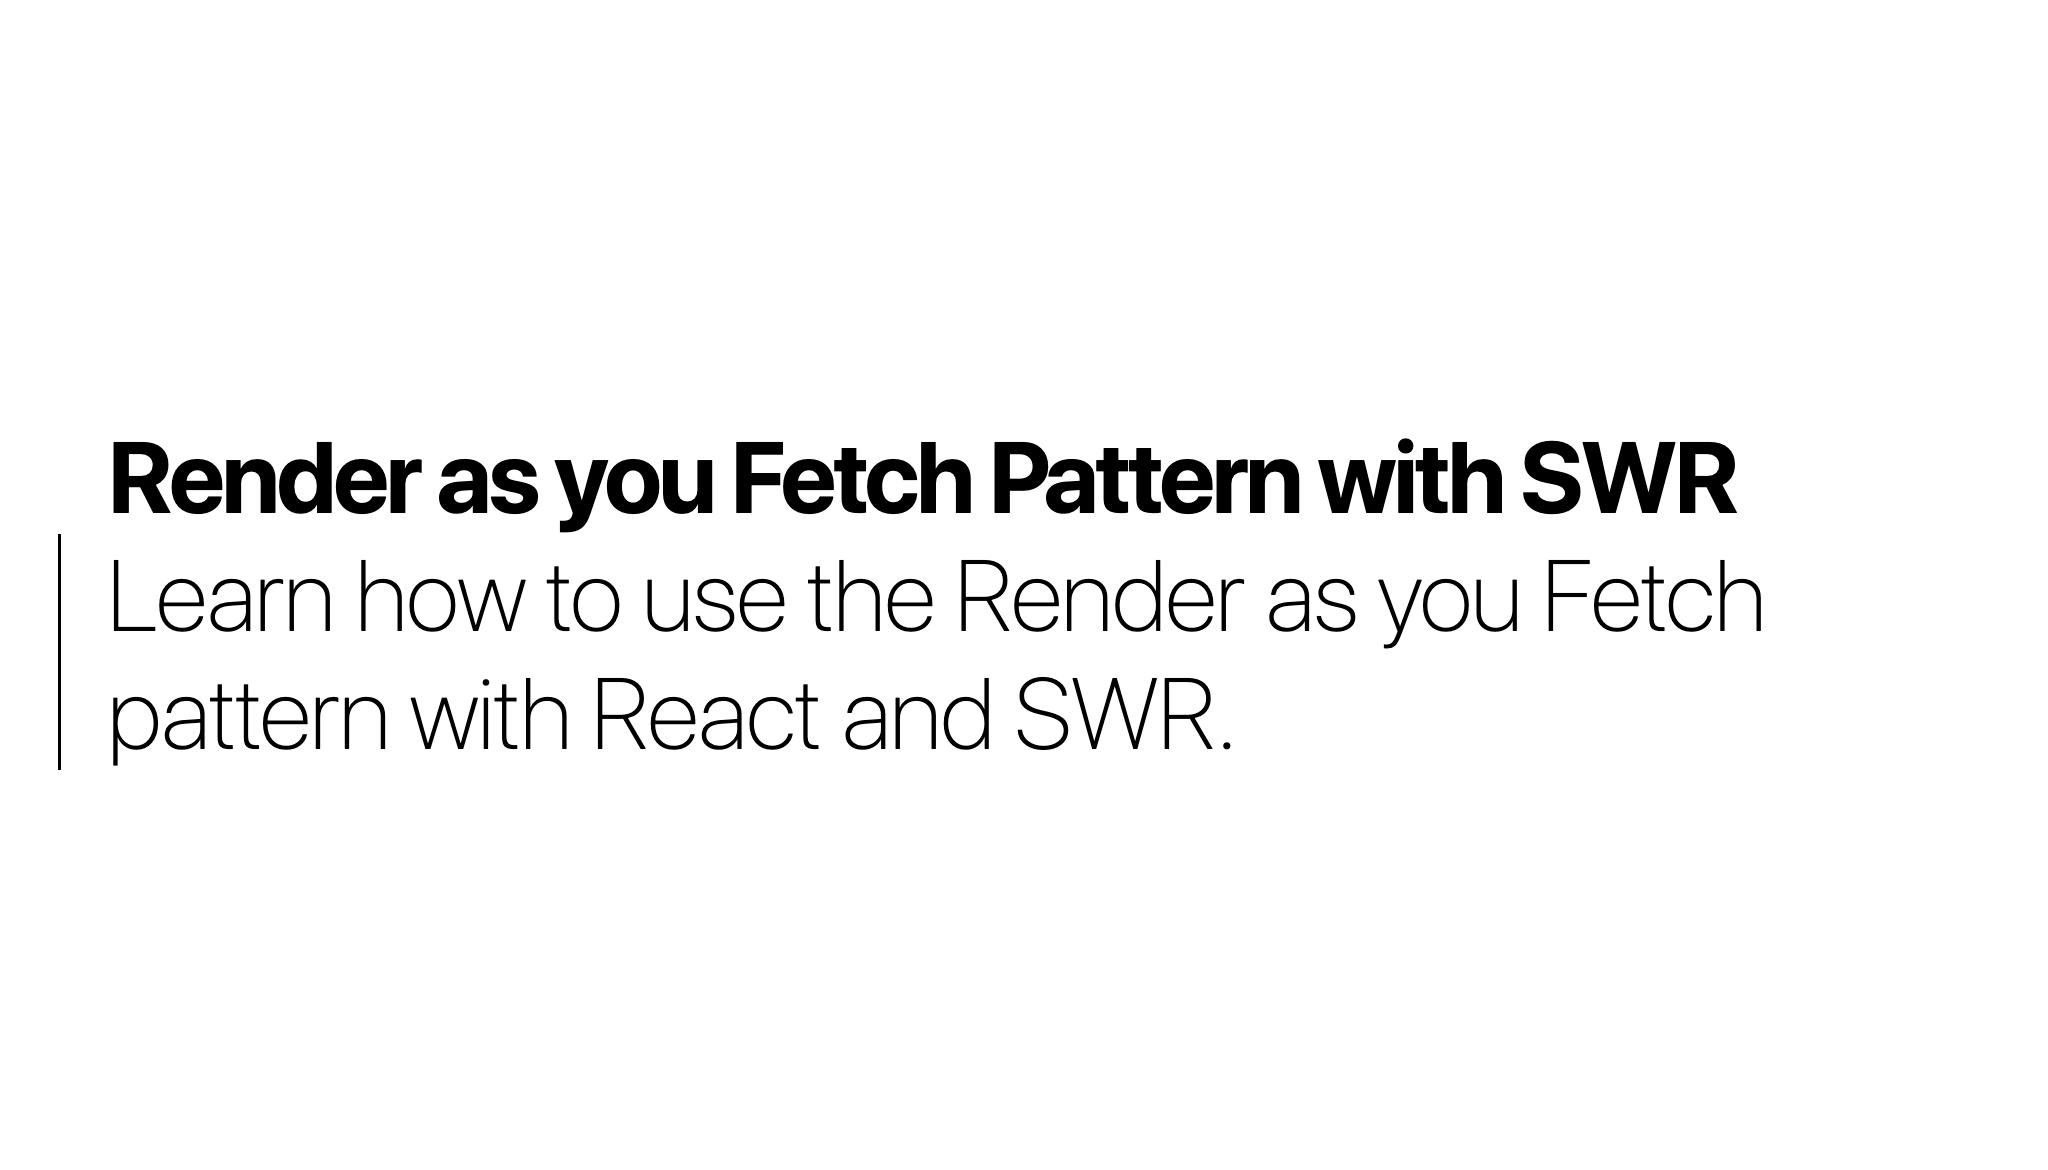 Render as you Fetch Pattern with SWR
Learn how to use the Render as you Fetch
pattern with React and SWR.